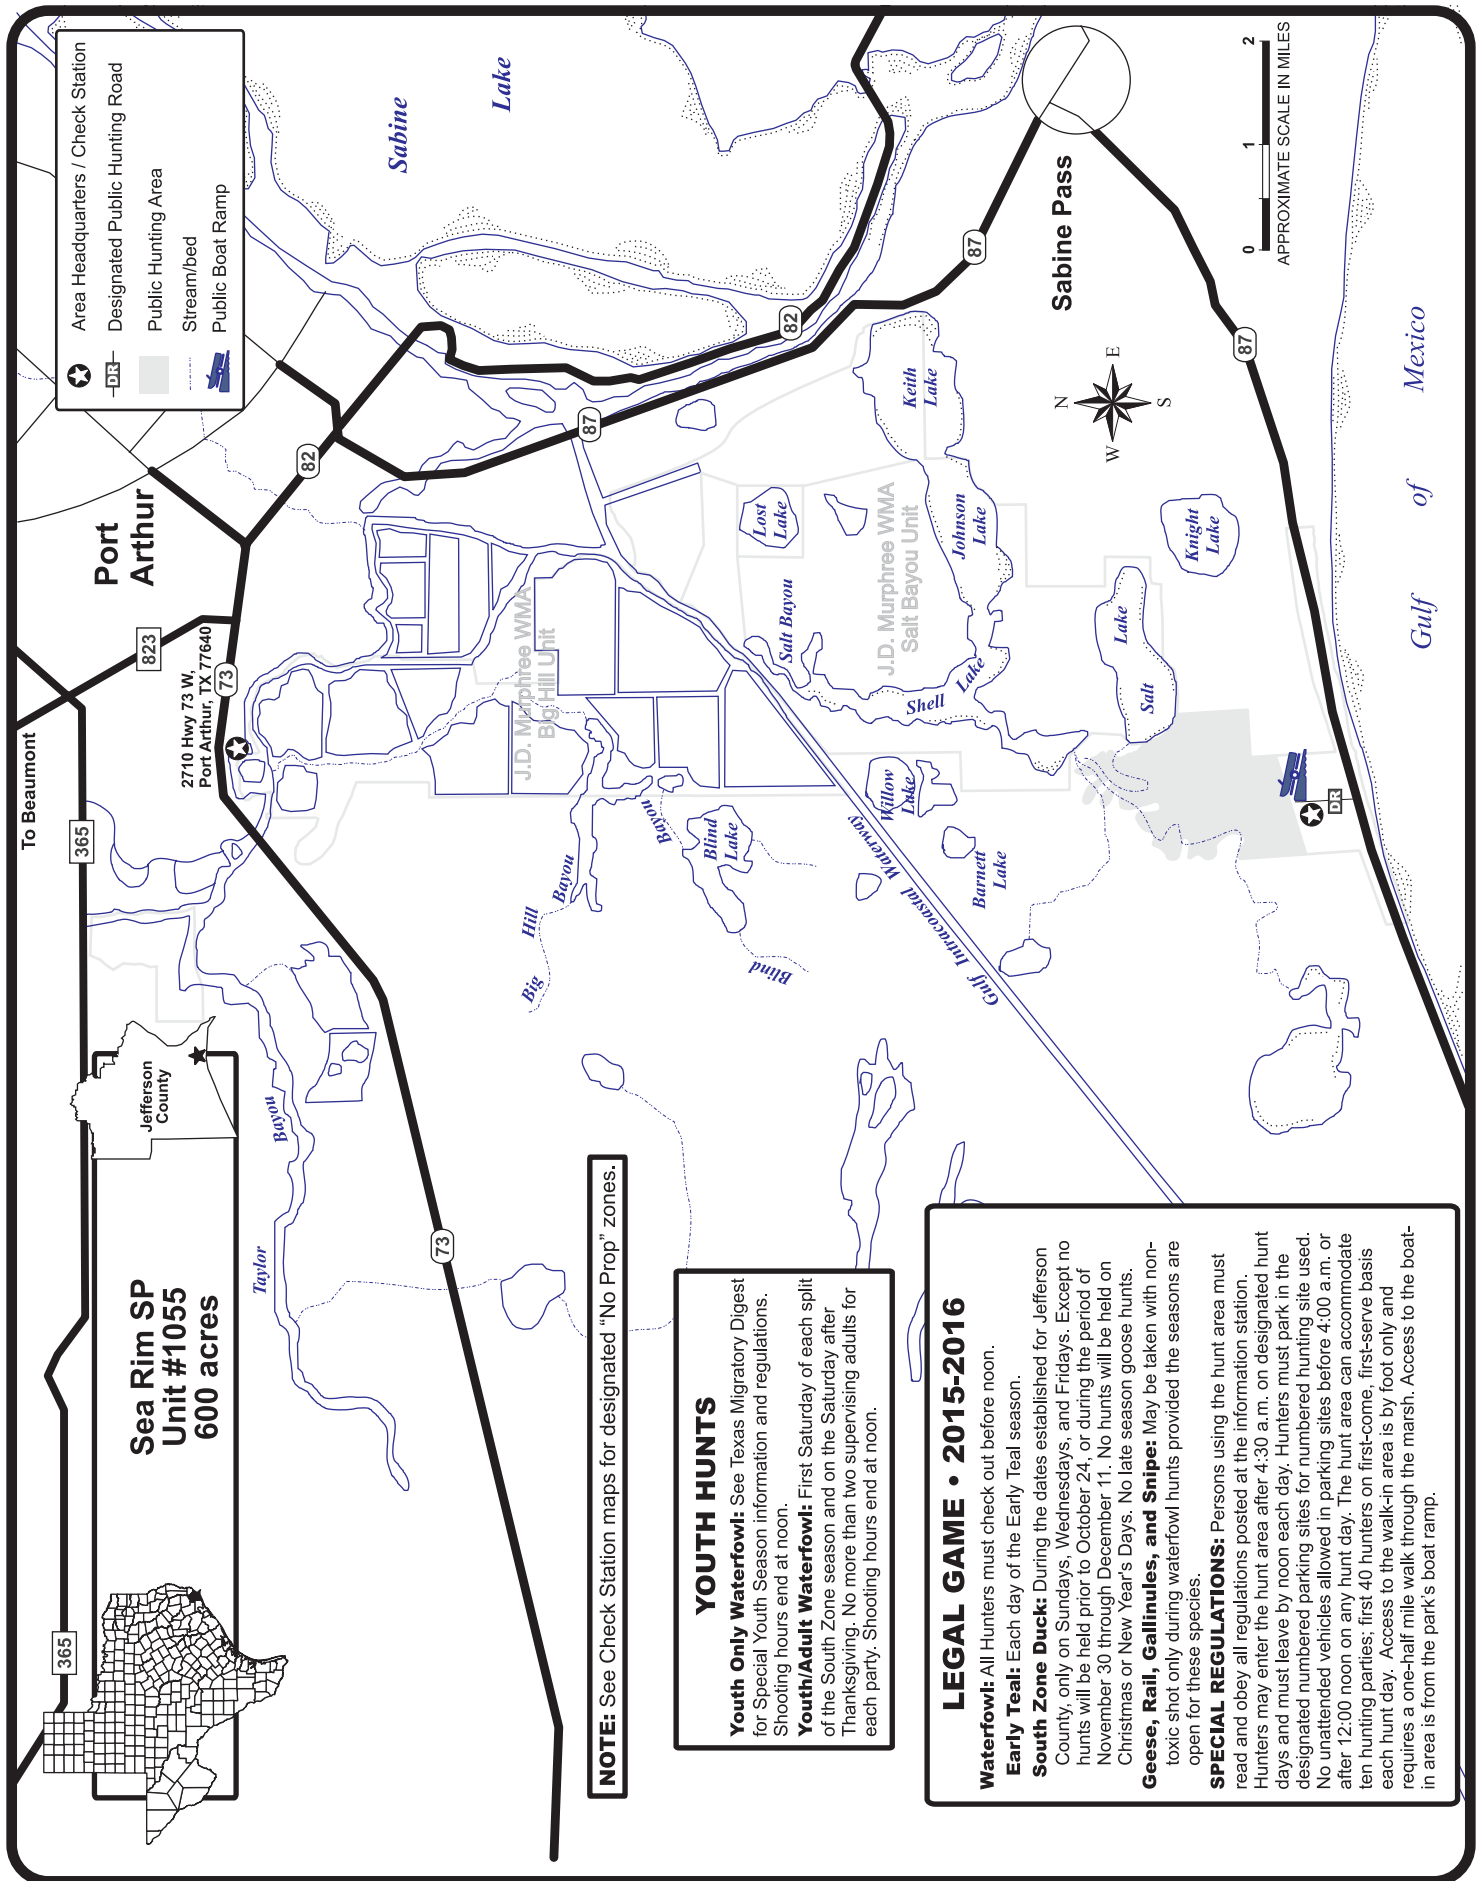 Sea Rim SP
Unit #1055
600 acres
Jefferson
County
To Beaumont
365
365
823
73
73
82
82
87
87
87
2710 Hwy 73 W,
Port Arthur, TX 77640
Port
Arthur
Area Headquarters / Check Station
DR
Designated Public Hunting Road
Public Hunting Area
Stream/bed
Public Boat Ramp
Sabine
Lake
Taylor
Bayou
J.D. Murphree WMA
Big Hill Unit
Big
Hill
Bayou
Blind
Bayou
Blind
Lake
Gulf Intracoastal Waterway
Willow
Lake
Barnett
Lake
Salt Bayou
Lost
Lake
J.D. Murphree WMA
Salt Bayou Unit
Shell
Lake
Johnson
Lake
Keith
Lake
Salt
Lake
Knight
Lake
Sabine Pass
N
W
E
S
DR
Gulf of Mexico
0 1 2
APPROXIMATE SCALE IN MILES
NOTE: See Check Station maps for designated “No Prop” zones.
YOUTH HUNTS
Youth Only Waterfowl: See Texas Migratory Digest
for Special Youth Season information and regulations.
Shooting hours end at noon.
Youth/Adult Waterfowl: First Saturday of each split
of the South Zone season and on the Saturday after
Thanksgiving. No more than two supervising adults for
each party. Shooting hours end at noon.
LEGAL GAME • 2015-2016
Waterfowl: All Hunters must check out before noon.
Early Teal: Each day of the Early Teal season.
South Zone Duck: During the dates established for Jefferson
County, only on Sundays, Wednesdays, and Fridays. Except no
hunts will be held prior to October 24, or during the period of
November 30 through December 11. No hunts will be held on
Christmas or New Year's Days. No late season goose hunts.
Geese, Rail, Gallinules, and Snipe: May be taken with non-
toxic shot only during waterfowl hunts provided the seasons are
open for these species.
SPECIAL REGULATIONS: Persons using the hunt area must
read and obey all regulations posted at the information station.
Hunters may enter the hunt area after 4:30 a.m. on designated hunt
days and must leave by noon each day. Hunters must park in the
designated numbered parking sites for numbered hunting site used.
No unattended vehicles allowed in parking sites before 4:00 a.m. or
after 12:00 noon on any hunt day. The hunt area can accommodate
ten hunting parties; first 40 hunters on first-come, first-serve basis
each hunt day. Access to the walk-in area is by foot only and
requires a one-half mile walk through the marsh. Access to the boat-
in area is from the park's boat ramp.